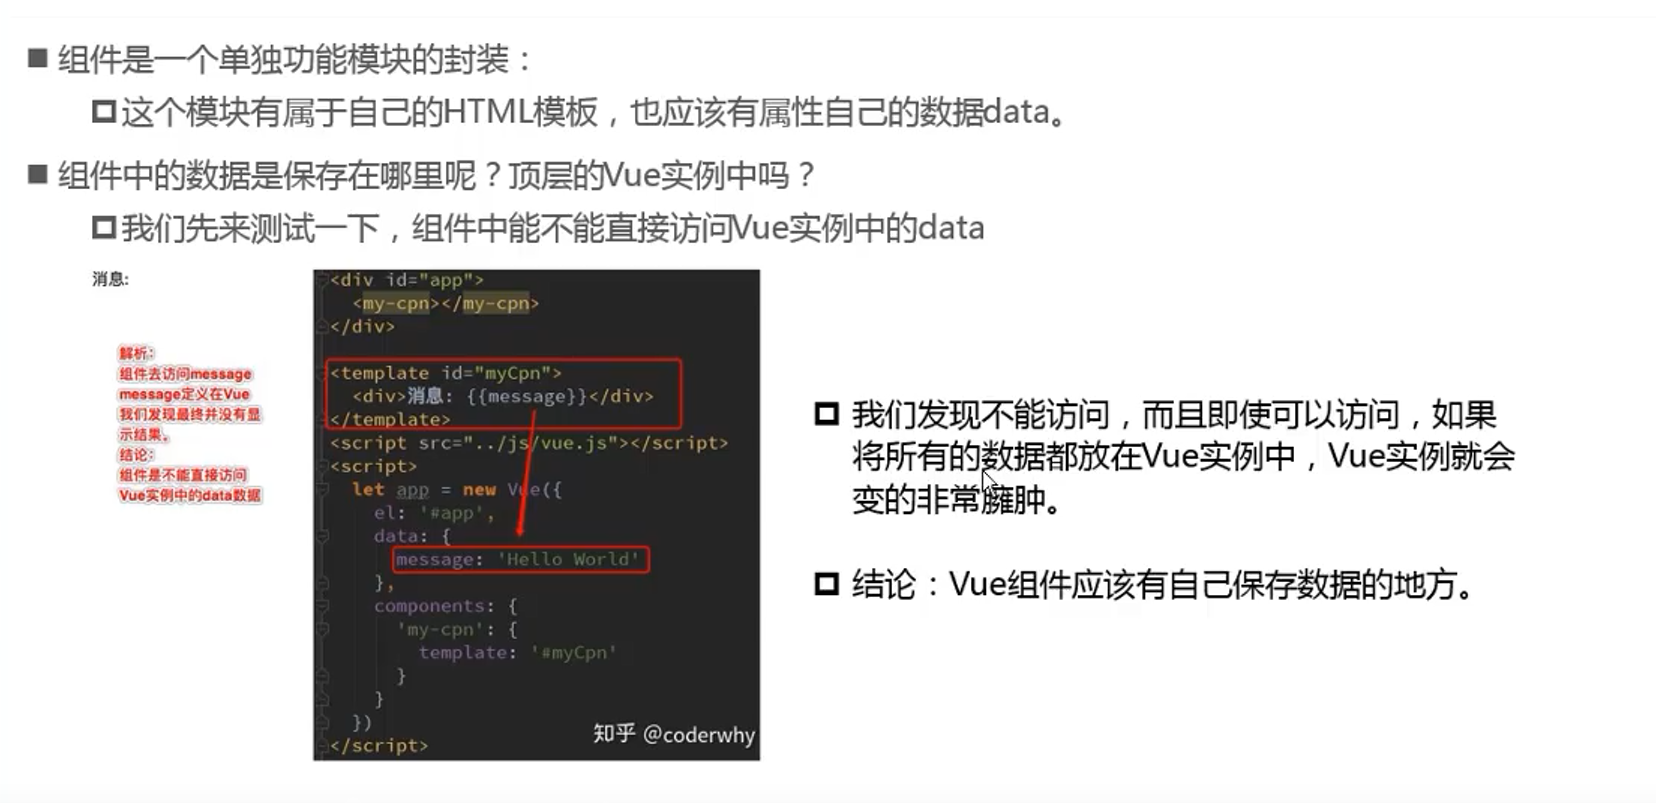 组件是一个单独功能模块的封装：
这个模块有属于自己的HTML模板，也应该有属性自己的数据data。
组件中的数据是保存在哪里呢？顶层的Vue实例中吗？
我们先来测试一下，组件中能不能直接访问Vue实例中的data
消息:
解析：
组件去访问message
message定义在Vue
我们发现最终并没有显
示结果。
结论：
组件是不能直接访问
Vue实例中的data数据
<div id="app">
<my-cpn></my-cpn>
</div>
<template id="myCpn">
<div>消息: {{message}}</div>
</template>
<script src="../js/vue.js"></script>
<script>
let app = new Vue({
el: '#app',
data: {
message: 'Hello World'
},
components: {
'my-cpn': {
template: '#myCpn'
}
}
})
</script>
知乎 @coderwhy
我们发现不能访问，而且即使可以访问，如果
将所有的数据都放在Vue实例中，Vue实例就会
变的非常臃肿。
结论：Vue组件应该有自己保存数据的地方。